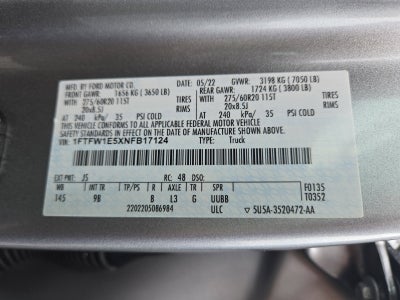 MFD. BY FORD MOTOR CO.    05/22    GVWR: 3198 KG ( 7050 LB)
FRONT GAWR: 1656 KG ( 3650 LB)    REAR GAWR: 1724 KG ( 3800 LB)
WITH 275/60R20 115T TIRES    WITH 275/60R20 115T TIRES
20x8.5J RIMS    20x8.5J RIMS
AT 240 kPa/ 35 PSI COLD    AT 240 kPa/ 35 PSI COLD
THIS VEHICLE CONFORMS TO ALL APPLICABLE FEDERAL MOTOR VEHICLE
SAFETY STANDARDS IN EFFECT ON THE DATE OF MANUFACTURE SHOWN ABOVE.
VIN: 1FTFW1E5XNFB17124    TYPE: Truck
EXT PNT: JS    RC: 48 DSO:    F0135
WB INT TR TP/PS R AXLE TR SPR    T0352
145 9B B L3 G UUBB
2202205086984    ULC    5U5A-3520472-AA